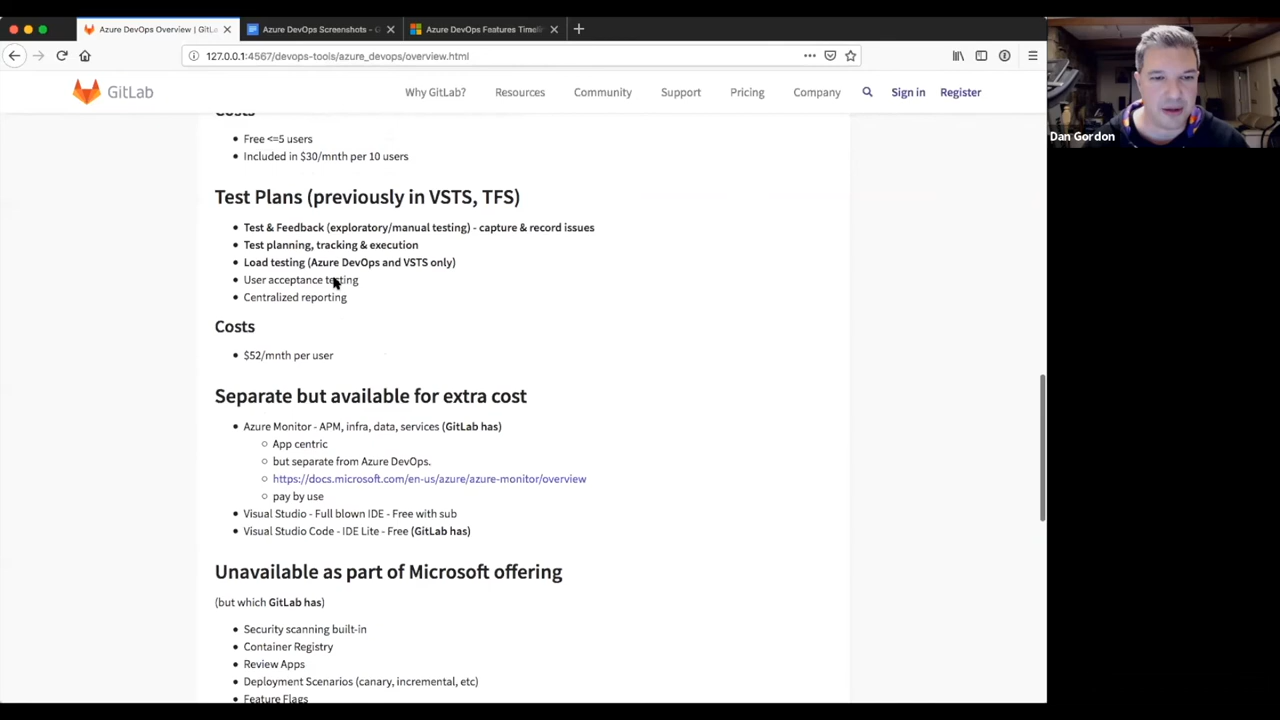 Azure DevOps Overview | GitLa
Azure DevOps Screenshots - G
Azure DevOps Features Timelin
127.0.0.1:4567/devops-tools/azure_devops/overview.html
GitLab
Why GitLab?
Resources
Community
Support
Pricing
Company
Sign in
Register
Dan Gordon
Costs
Free <=5 users
Included in $30/mnth per 10 users
Test Plans (previously in VSTS, TFS)
Test & Feedback (exploratory/manual testing) - capture & record issues
Test planning, tracking & execution
Load testing (Azure DevOps and VSTS only)
User acceptance testing
Centralized reporting
Costs
$52/mnth per user
Separate but available for extra cost
Azure Monitor - APM, infra, data, services (GitLab has)
App centric
but separate from Azure DevOps.
https://docs.microsoft.com/en-us/azure/azure-monitor/overview
pay by use
Visual Studio - Full blown IDE - Free with sub
Visual Studio Code - IDE Lite - Free (GitLab has)
Unavailable as part of Microsoft offering
(but which GitLab has)
Security scanning built-in
Container Registry
Review Apps
Deployment Scenarios (canary, incremental, etc)
Feature Flags